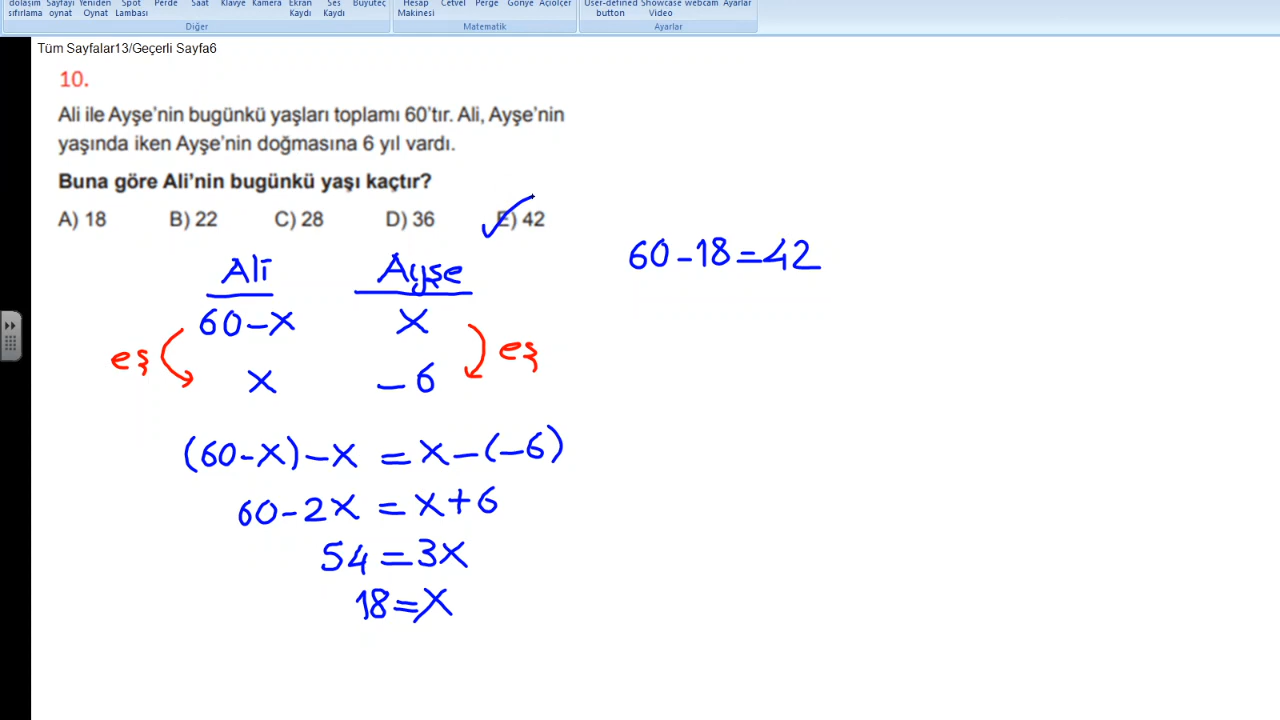 dolaşım Sayfayı Yeniden Spot Klavye Kamera Ekran Ses Büyüteç Hesap Cetvel Perge Gönye Açıölçer User-defined Showcase webcam Ayarlar
sıfırlama oynat Oynat Lambası Perde Saat Kaydı Kaydı Makinesi button Video
Diğer Matematik Ayarlar
Tüm Sayfalar13/Geçerli Sayfa6
10.
Ali ile Ayşe'nin bugünkü yaşları toplamı 60'tır. Ali, Ayşe'nin
yaşında iken Ayşe'nin doğmasına 6 yıl vardı.
Buna göre Ali'nin bugünkü yaşı kaçtır?
A) 18 B) 22 C) 28 D) 36 E) 42
60-18=42
Ali Ayşe
60-x x
eş eş
x -6
(60-x)-x = x-(-6)
60-2x = x+6
54=3x
18=x